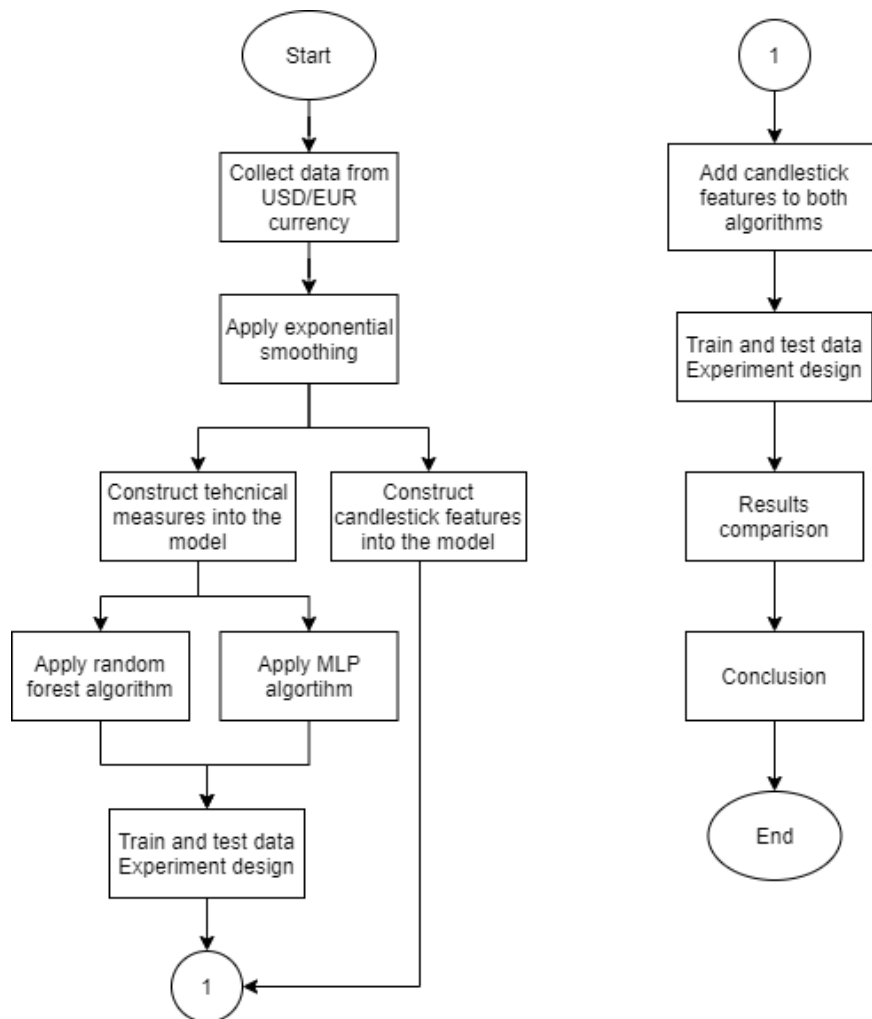 Start
Collect data from
USD/EUR
currency
Apply exponential
smoothing
Construct tehcnical
measures into the
model
Construct
candlestick features
into the model
Apply random
forest algorithm
Apply MLP
algortihm
Train and test data
Experiment design
1
1
Add candlestick
features to both
algorithms
Train and test data
Experiment design
Results
comparison
Conclusion
End